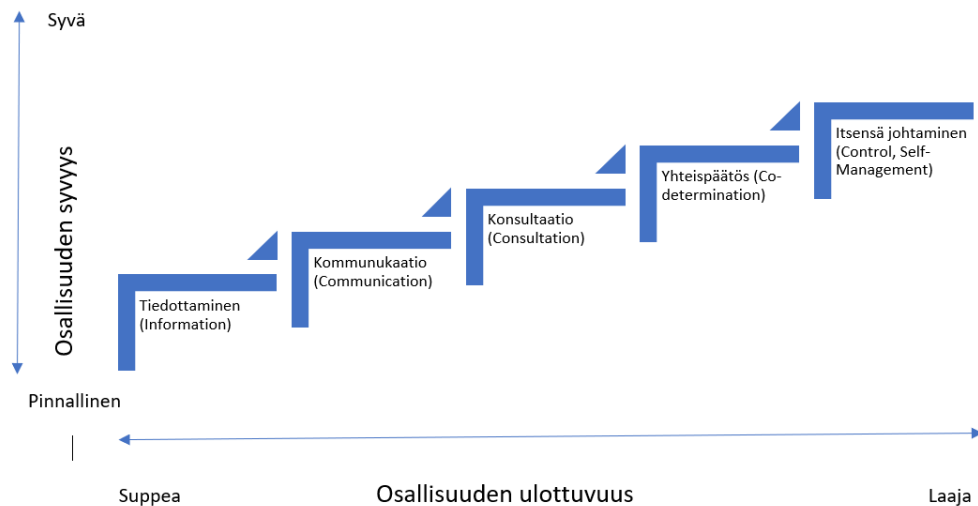 Syvä
Osallisuuden syvyys
Itsensä johtaminen
(Control, Self-
Management)
Yhteispäätös (Co-
determination)
Konsultaatio
(Consultation)
Kommunukaatio
(Communication)
Tiedottaminen
(Information)
Pinnallinen
Suppea
Osallisuuden ulottuvuus
Laaja